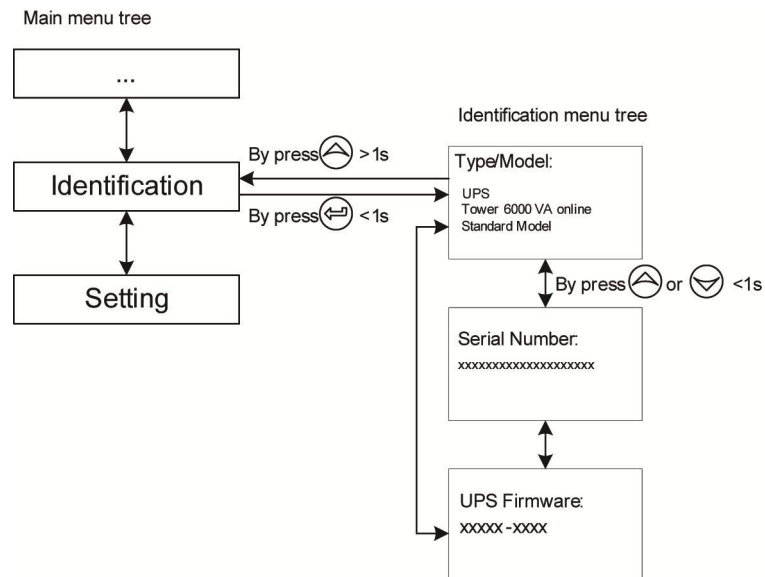 Main menu tree
...
Identification menu tree
By press >1s
Type/Model:
Identification
UPS
Tower 6000 VA online
Standard Model
By press <1s
Setting
By press or <1s
Serial Number:
xxxxxxxxxxxxxxxxxxxx
UPS Firmware:
xxxxx-xxxx